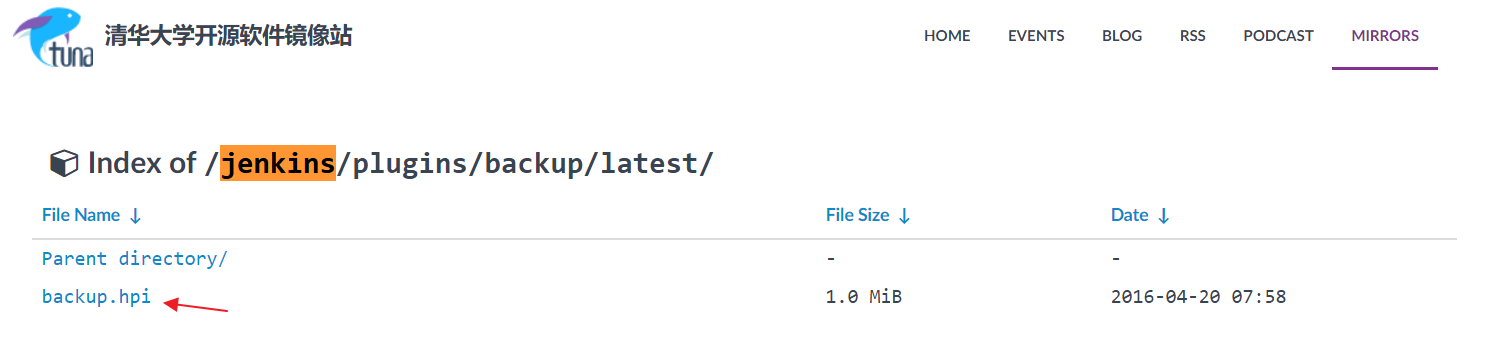 tuna
清华大学开源软件镜像站
HOME EVENTS BLOG RSS PODCAST MIRRORS
Index of /jenkins/plugins/backup/latest/
File Name ↓ File Size ↓ Date ↓
Parent directory/ - -
backup.hpi 1.0 MiB 2016-04-20 07:58